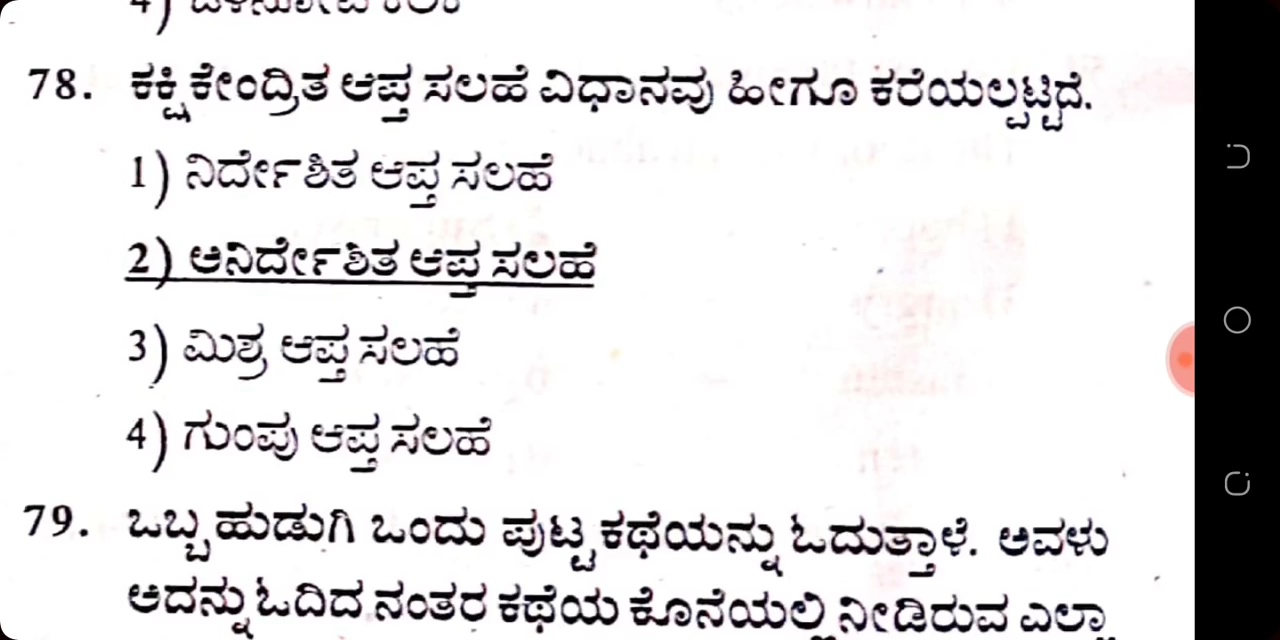 78. ಕಕ್ಷಿಕೇಂದ್ರಿತ ಆಪ್ತ ಸಲಹೆ ವಿಧಾನವು ಹೀಗೂ ಕರೆಯಲ್ಪಟ್ಟಿದೆ.
1) ನಿರ್ದೇಶಿತ ಆಪ್ತ ಸಲಹೆ
2) ಅನಿರ್ದೇಶಿತ ಆಪ್ತ ಸಲಹೆ
3) ಮಿಶ್ರ ಆಪ್ತ ಸಲಹೆ
4) ಗುಂಪು ಆಪ್ತ ಸಲಹೆ
79. ಒಬ್ಬ ಹುಡುಗಿ ಒಂದು ಪುಟ್ಟ ಕಥೆಯನ್ನು ಓದುತ್ತಾಳೆ. ಅವಳು
ಅದನ್ನು ಓದಿದ ನಂತರ ಕಥೆಯ ಕೊನೆಯಲ್ಲಿ ನೀಡಿರುವ ಎಲ್ಲಾ